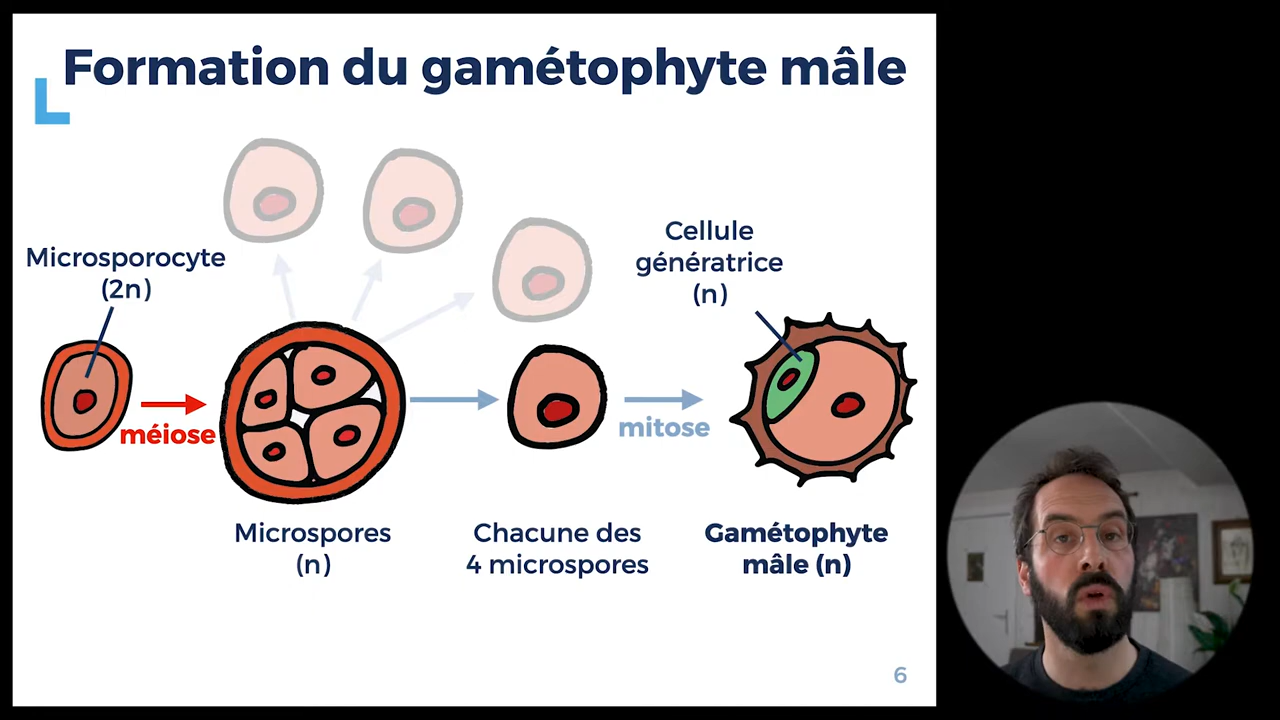 Formation du gamétophyte mâle
Microsporocyte
(2n)
Cellule
génératrice
(n)
méiose
mitose
Microspores
(n)
Chacune des
4 microspores
Gamétophyte
mâle (n)
6